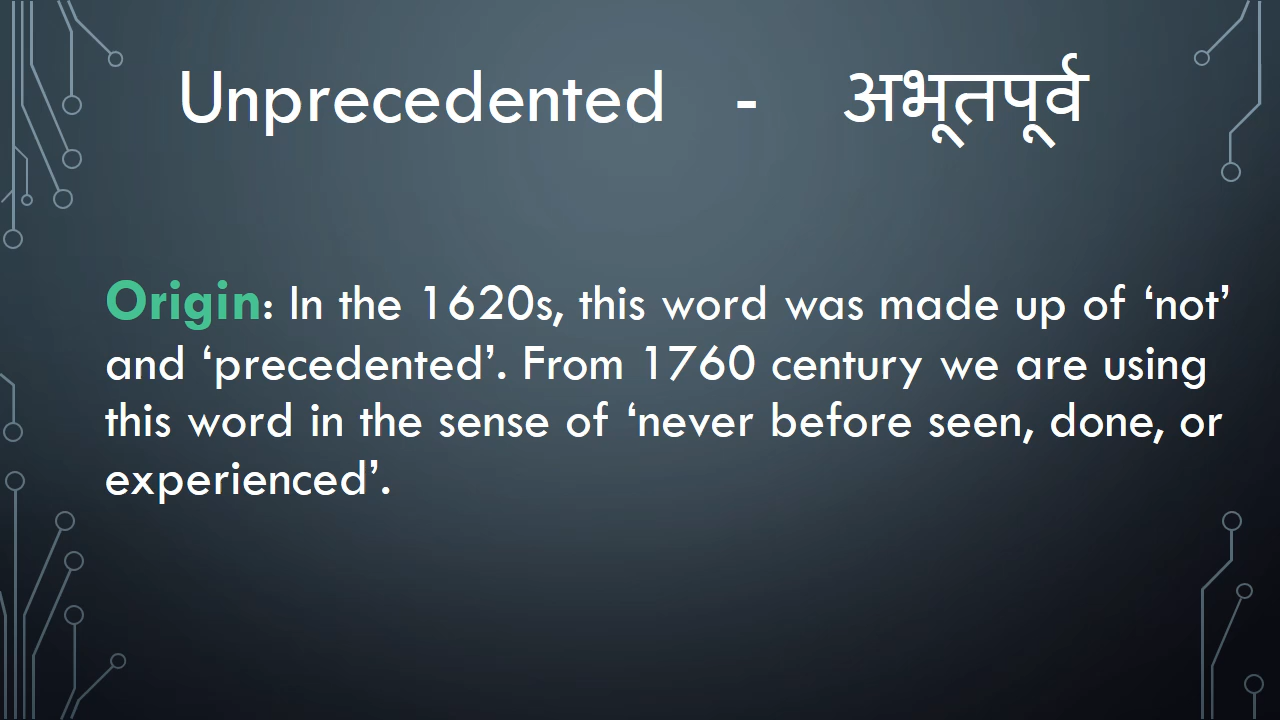 Unprecedented - अभूतपूर्व
Origin: In the 1620s, this word was made up of ‘not’
and ‘precedented’. From 1760 century we are using
this word in the sense of ‘never before seen, done, or
experienced’.